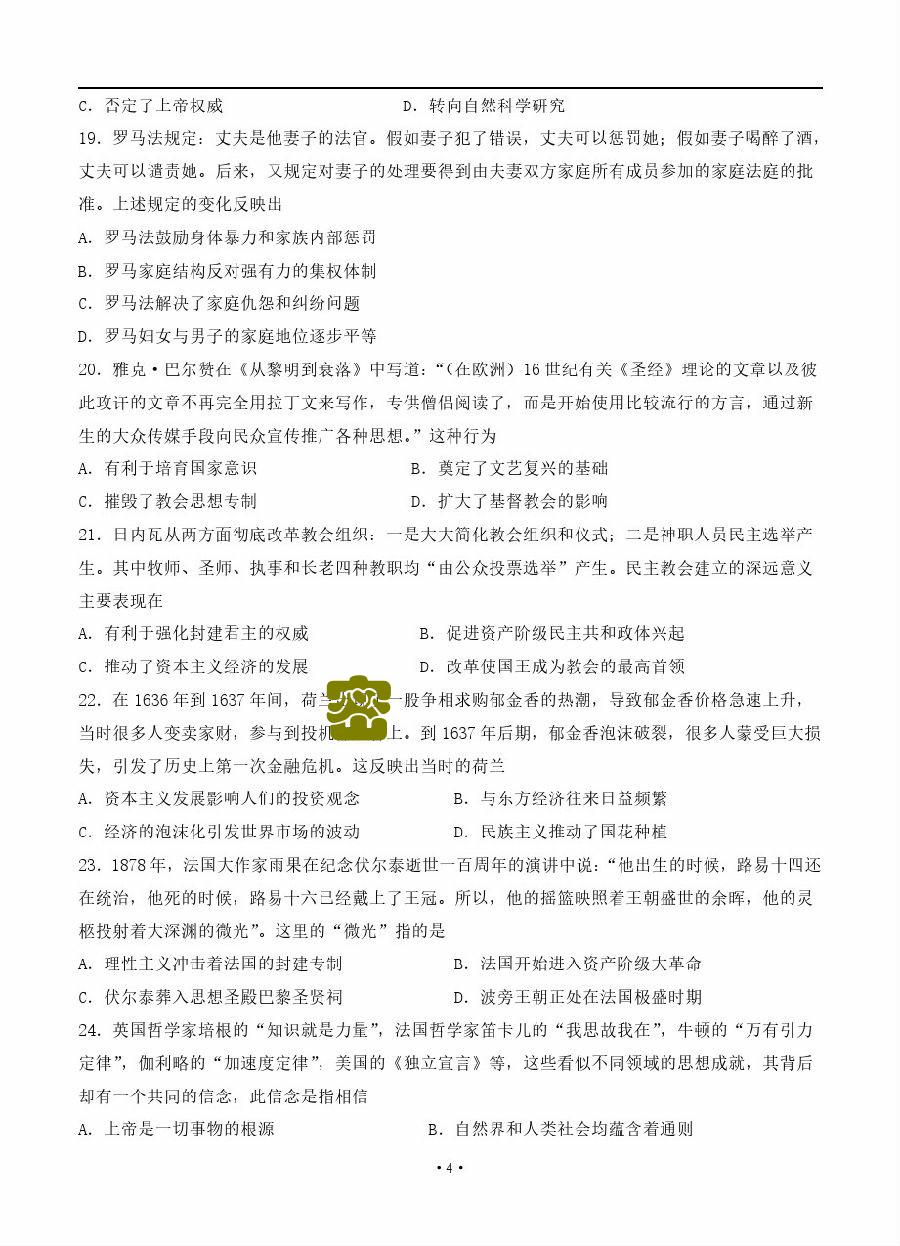 C. 否定了上帝权威 D. 转向自然科学研究
19. 罗马法规定：丈夫是他妻子的法官。假如妻子犯了错误，丈夫可以惩罚她；假如妻子喝醉了酒，
丈夫可以谴责她。后来，又规定对妻子的处理要得到由夫妻双方家庭所有成员参加的家庭法庭的批
准。上述规定的变化反映出
A. 罗马法鼓励身体暴力和家族内部惩罚
B. 罗马家庭结构反对强有力的集权体制
C. 罗马法解决了家庭仇怨和纠纷问题
D. 罗马妇女与男子的家庭地位逐步平等
20. 雅克·巴尔赞在《从黎明到衰落》中写道：“（在欧洲）16 世纪有关《圣经》理论的文章以及彼
此攻讦的文章不再完全用拉丁文来写作，专供僧侣阅读了，而是开始使用比较流行的方言，通过新
生的大众传媒手段向民众宣传推广各种思想。”这种行为
A. 有利于培育国家意识 B. 奠定了文艺复兴的基础
C. 摧毁了教会思想专制 D. 扩大了基督教会的影响
21. 日内瓦从两方面彻底改革教会组织：一是大大简化教会组织和仪式；二是神职人员民主选举产
生。其中牧师、圣师、执事和长老四种教职均“由公众投票选举”产生。民主教会建立的深远意义
主要表现在
A. 有利于强化封建君主的权威 B. 促进资产阶级民主共和政体兴起
C. 推动了资本主义经济的发展 D. 改革使国王成为教会的最高首领
22. 在 1636 年到 1637 年间，荷 一股争相求购郁金香的热潮，导致郁金香价格急速上升，
当时很多人变卖家财，参与到投 上。到 1637 年后期，郁金香泡沫破裂，很多人蒙受巨大损
失，引发了历史上第一次金融危机。这反映出当时的荷兰
A. 资本主义发展影响人们的投资观念 B. 与东方经济往来日益频繁
C. 经济的泡沫化引发世界市场的波动 D. 民族主义推动了国花种植
23. 1878 年，法国大作家雨果在纪念伏尔泰逝世一百周年的演讲中说：“他出生的时候，路易十四还
在统治，他死的时候，路易十六已经戴上了王冠。所以，他的摇篮映照着王朝盛世的余晖，他的灵
柩投射着大深渊的微光”。这里的“微光”指的是
A. 理性主义冲击着法国的封建专制 B. 法国开始进入资产阶级大革命
C. 伏尔泰葬入思想圣殿巴黎圣贤祠 D. 波旁王朝正处在法国极盛时期
24. 英国哲学家培根的“知识就是力量”，法国哲学家笛卡儿的“我思故我在”，牛顿的“万有引力
定律”，伽利略的“加速度定律”，美国的《独立宣言》等，这些看似不同领域的思想成就，其背后
却有一个共同的信念，此信念是指相信
A. 上帝是一切事物的根源 B. 自然界和人类社会均蕴含着通则
·4·